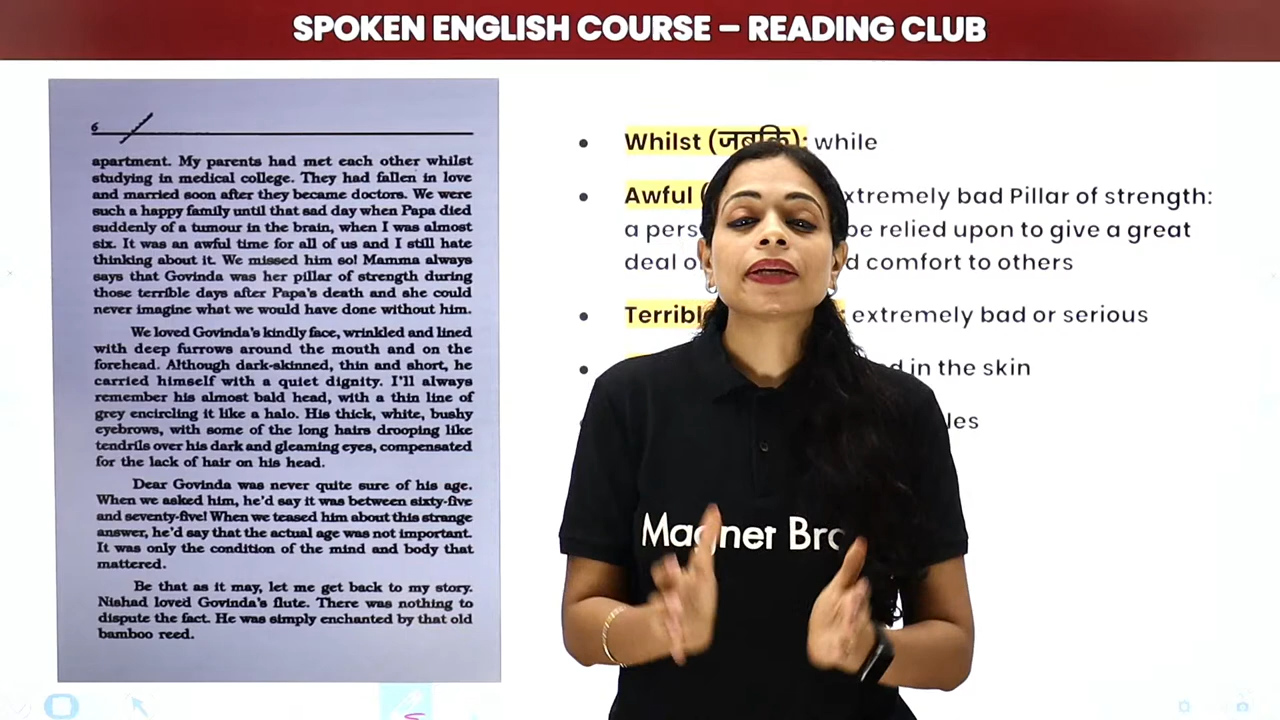 SPOKEN ENGLISH COURSE – READING CLUB
6
apartment. My parents had met each other whilst
studying in medical college. They had fallen in love
and married soon after they became doctors. We were
such a happy family until that sad day when Papa died
suddenly of a tumour in the brain, when I was almost
six. It was an awful time for all of us and I still hate
thinking about it. We missed him so! Mamma always
says that Govinda was her pillar of strength during
those terrible days after Papa's death and she could
never imagine what we would have done without him.
We loved Govinda's kindly face, wrinkled and lined
with deep furrows around the mouth and on the
forehead. Although dark-skinned, thin and short, he
carried himself with a quiet dignity. I'll always
remember his almost bald head, with a thin line of
grey encircling it like a halo. His thick, white, bushy
eyebrows, with some of the long hairs drooping like
tendrils over his dark and gleaming eyes, compensated
for the lack of hair on his head.
Dear Govinda was never quite sure of his age.
When we asked him, he'd say it was between sixty-five
and seventy-five! When we teased him about this strange
answer, he'd say that the actual age was not important.
It was only the condition of the mind and body that
mattered.
Be that as it may, let me get back to my story.
Nishad loved Govinda's flute. There was nothing to
dispute the fact. He was simply enchanted by that old
bamboo reed.
Whilst (जबकि): while
Awful ( extremely bad Pillar of strength:
a be relied upon to give a great
deal comfort to others
extremely bad or serious
in the skin
Magnet Bro